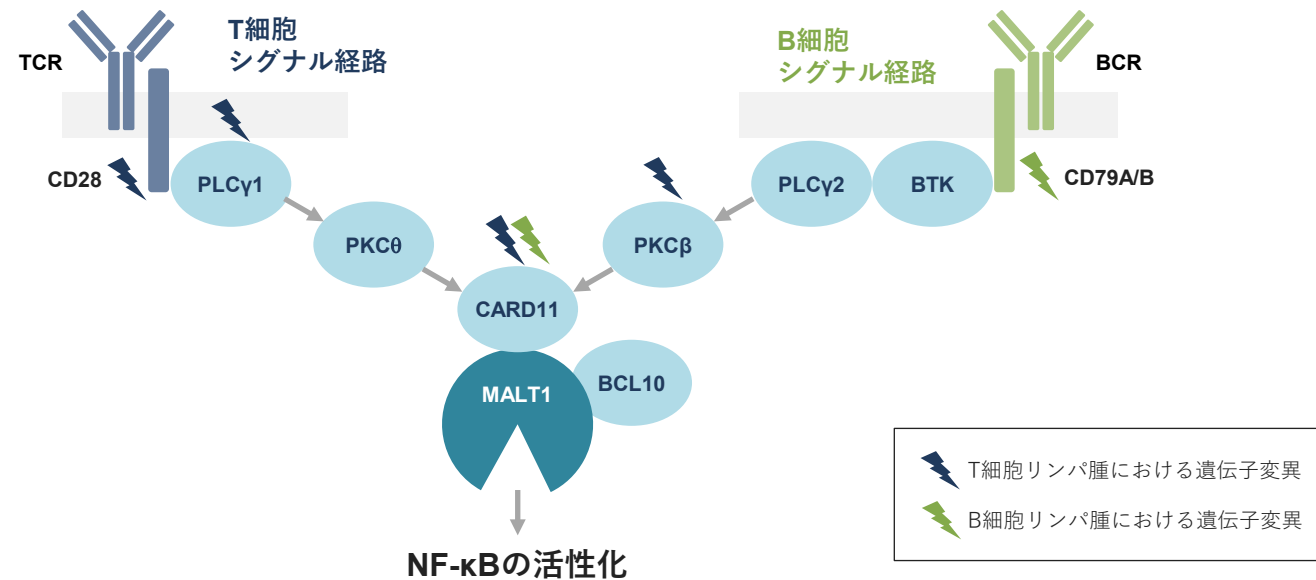 T細胞
シグナル経路
B細胞
シグナル経路
TCR
BCR
CD28
PLCγ1
PLCγ2
BTK
CD79A/B
PKCθ
PKCβ
CARD11
MALT1
BCL10
NF-κBの活性化
T細胞リンパ腫における遺伝子変異
B細胞リンパ腫における遺伝子変異